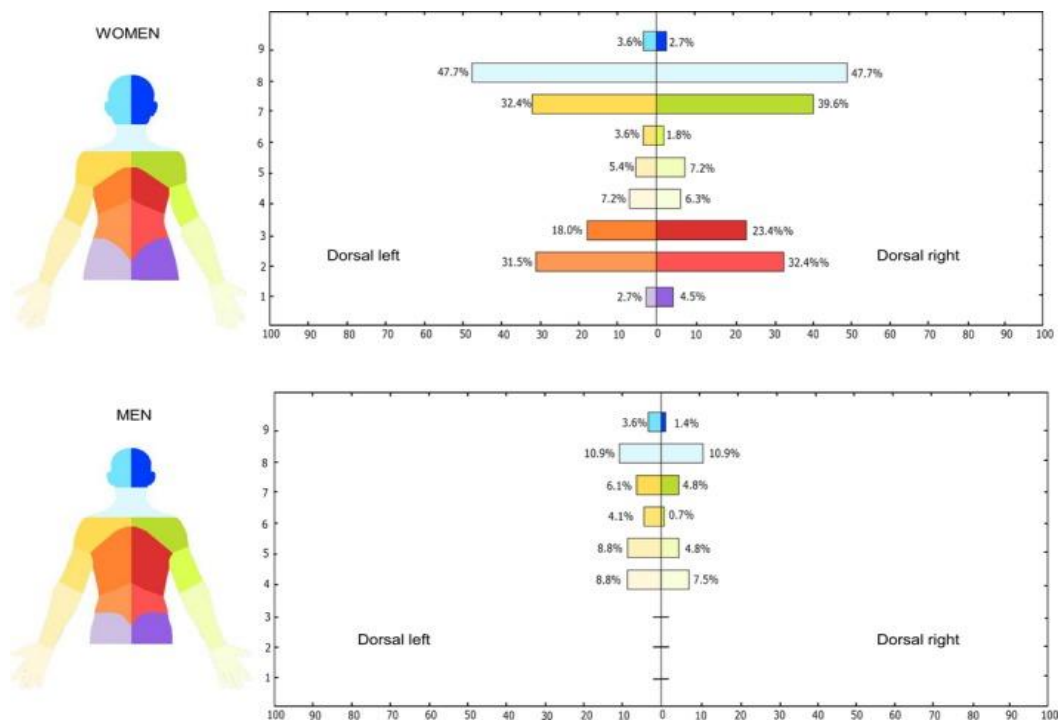 WOMEN
9 3.6% 2.7%
8 47.7% 47.7%
7 32.4% 39.6%
6 3.6% 1.8%
5 5.4% 7.2%
4 7.2% 6.3%
3 18.0% 23.4%%
Dorsal left Dorsal right
2 31.5% 32.4%%
1 2.7% 4.5%
100 90 80 70 60 50 40 30 20 10 0 10 20 30 40 50 60 70 80 90 100
MEN
9 3.6% 1.4%
8 10.9% 10.9%
7 6.1% 4.8%
6 4.1% 0.7%
5 8.8% 4.8%
4 8.8% 7.5%
3
Dorsal left Dorsal right
2
1
100 90 80 70 60 50 40 30 20 10 0 10 20 30 40 50 60 70 80 90 100